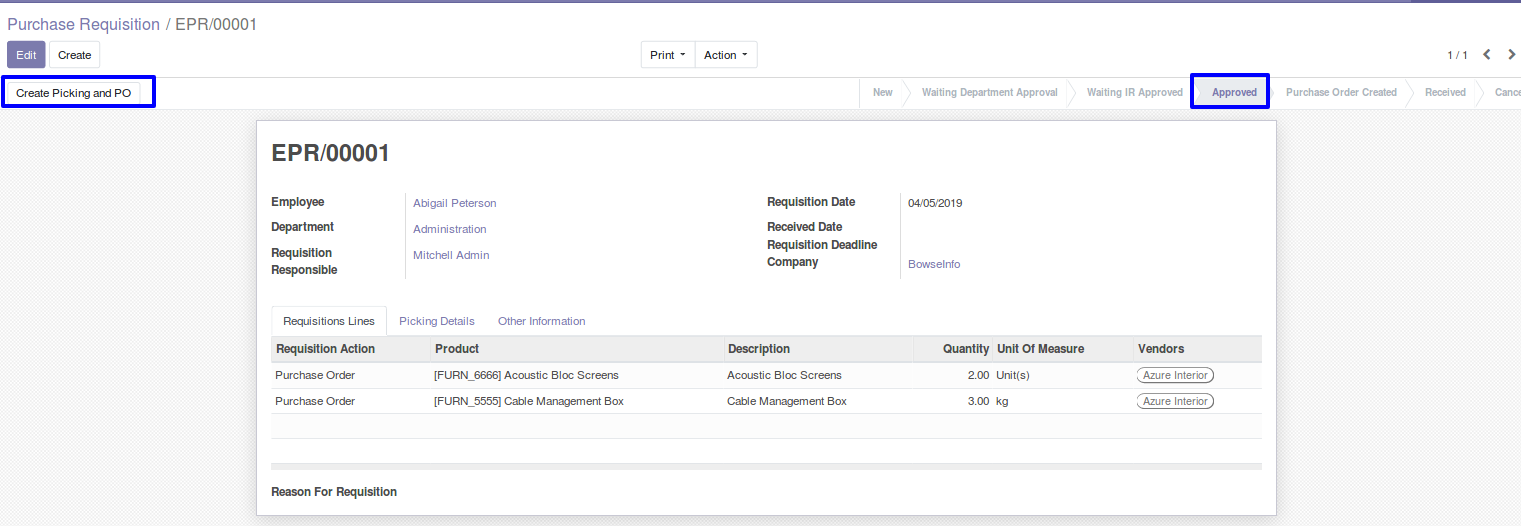 Purchase Requisition / EPR/00001
Edit Create Print Action 1 / 1
Create Picking and PO New Waiting Department Approval Waiting IR Approved Approved Purchase Order Created Received Cance
EPR/00001
Employee Abigail Peterson Requisition Date 04/05/2019
Department Administration Received Date
Requisition Deadline
Requisition Responsible Mitchell Admin Company BowseInfo
Requisitions Lines Picking Details Other Information
Requisition Action Product Description Quantity Unit Of Measure Vendors
Purchase Order [FURN_6666] Acoustic Bloc Screens Acoustic Bloc Screens 2.00 Unit(s) Azure Interior
Purchase Order [FURN_5555] Cable Management Box Cable Management Box 3.00 kg Azure Interior
Reason For Requisition